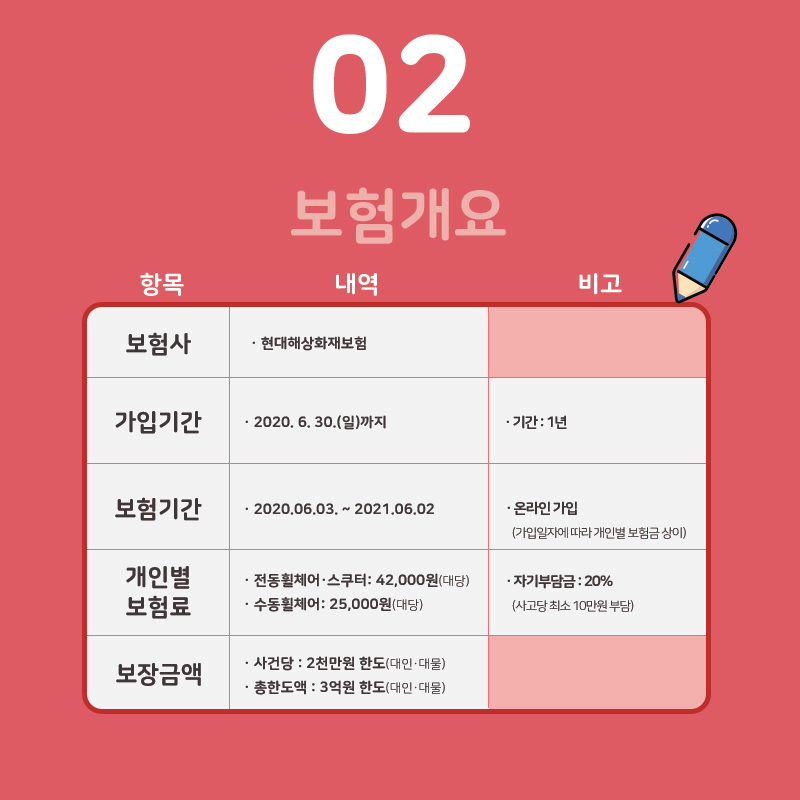 02
보험개요
항목 내역 비고
보험사 · 현대해상화재보험
가입기간 · 2020. 6. 30.(일)까지 · 기간 : 1년
보험기간 · 2020.06.03. ~ 2021.06.02 · 온라인 가입
(가입일자에 따라 개인별 보험금 상이)
개인별
보험료
· 전동휠체어·스쿠터: 42,000원(대당)
· 수동휠체어: 25,000원(대당)
· 자기부담금 : 20%
(사고당 최소 10만원 부담)
보장금액
· 사건당 : 2천만원 한도(대인·대물)
· 총한도액 : 3억원 한도(대인·대물)